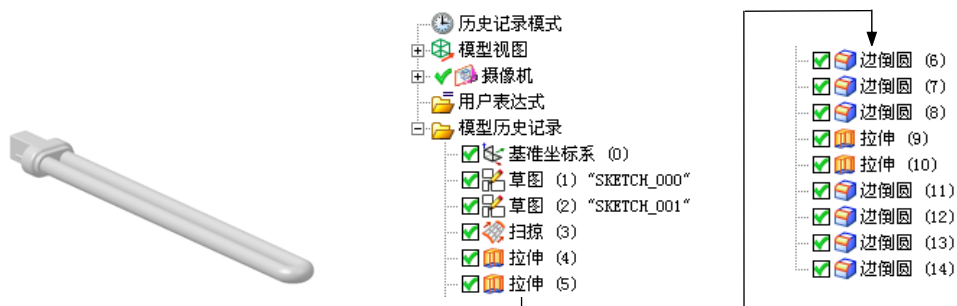 历史记录模式
模型视图
摄像机
用户表达式
模型历史记录
基准坐标系 (0)
草图 (1) "SKETCH_000"
草图 (2) "SKETCH_001"
扫掠 (3)
拉伸 (4)
拉伸 (5)
边倒圆 (6)
边倒圆 (7)
边倒圆 (8)
拉伸 (9)
拉伸 (10)
边倒圆 (11)
边倒圆 (12)
边倒圆 (13)
边倒圆 (14)